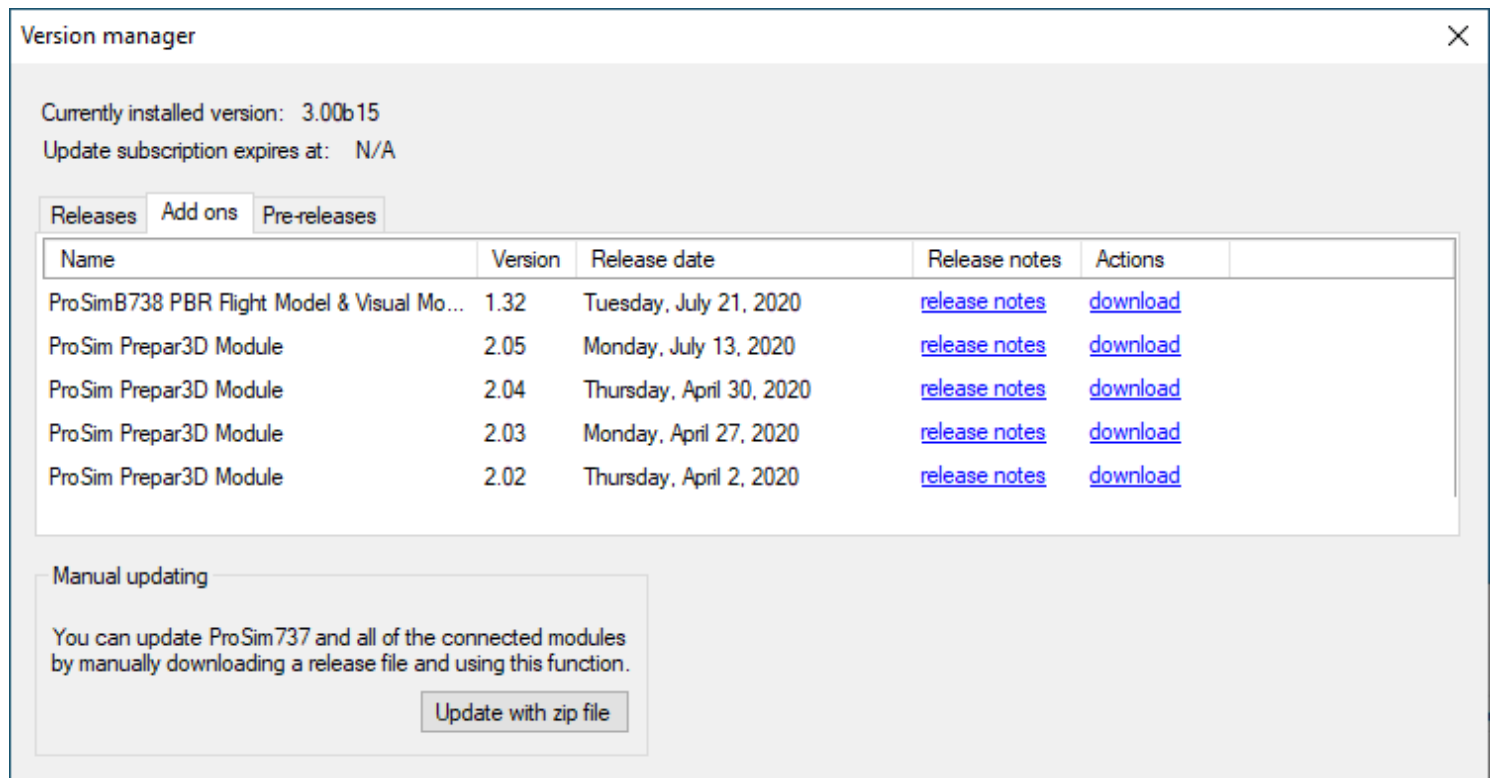 Version manager
Currently installed version: 3.00b15
Update subscription expires at: N/A
Releases Add ons Pre-releases
Name Version Release date Release notes Actions
ProSimB738 PBR Flight Model & Visual Mo... 1.32 Tuesday, July 21, 2020 release notes download
ProSim Prepar3D Module 2.05 Monday, July 13, 2020 release notes download
ProSim Prepar3D Module 2.04 Thursday, April 30, 2020 release notes download
ProSim Prepar3D Module 2.03 Monday, April 27, 2020 release notes download
ProSim Prepar3D Module 2.02 Thursday, April 2, 2020 release notes download
Manual updating
You can update ProSim737 and all of the connected modules
by manually downloading a release file and using this function.
Update with zip file